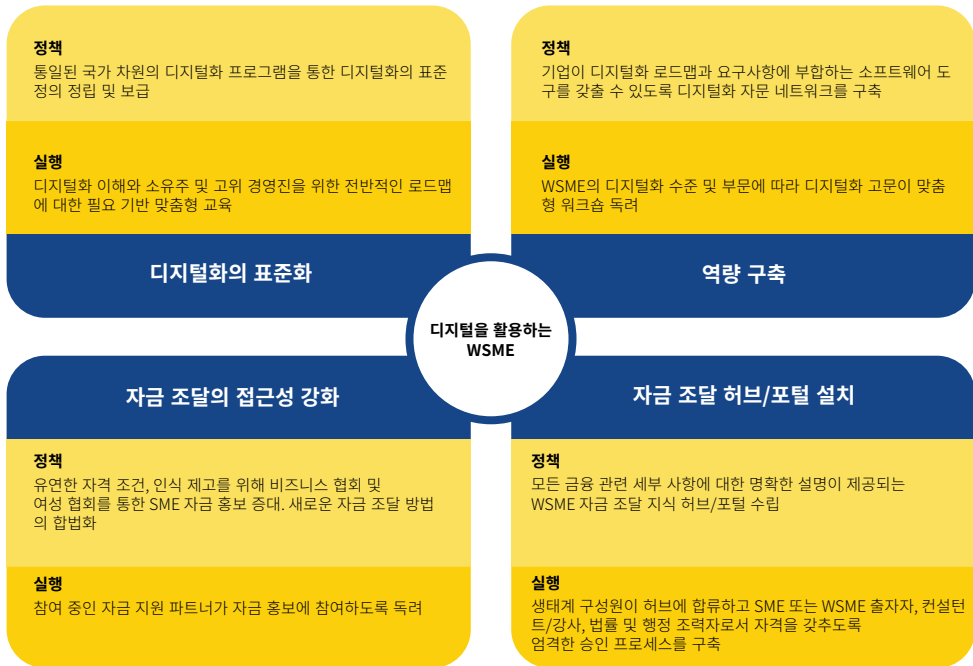 정책
통일된 국가 차원의 디지털화 프로그램을 통한 디지털화의 표준
정의 정립 및 보급
실행
디지털화 이해와 소유주 및 고위 경영진을 위한 전반적인 로드맵
에 대한 필요 기반 맞춤형 교육
디지털화의 표준화
정책
기업이 디지털화 로드맵과 요구사항에 부합하는 소프트웨어 도
구를 갖출 수 있도록 디지털화 자문 네트워크를 구축
실행
WSME의 디지털화 수준 및 부문에 따라 디지털화 고문이 맞춤
형 워크숍 독려
역량 구축
디지털을 활용하는
WSME
자금 조달의 접근성 강화
정책
유연한 자격 조건, 인식 제고를 위해 비즈니스 협회 및
여성 협회를 통한 SME 자금 홍보 증대. 새로운 자금 조달 방법
의 합법화
실행
참여 중인 자금 지원 파트너가 자금 홍보에 참여하도록 독려
자금 조달 허브/포털 설치
정책
모든 금융 관련 세부 사항에 대한 명확한 설명이 제공되는
WSME 자금 조달 지식 허브/포털 수립
실행
생태계 구성원이 허브에 합류하고 SME 또는 WSME 출자자, 컨설턴
트/강사, 법률 및 행정 조력자로서 자격을 갖추도록
엄격한 승인 프로세스를 구축